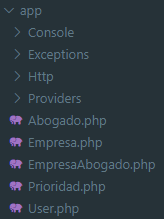 app
Console
Exceptions
Http
Providers
Abogado.php
Empresa.php
EmpresaAbogado.php
Prioridad.php
User.php